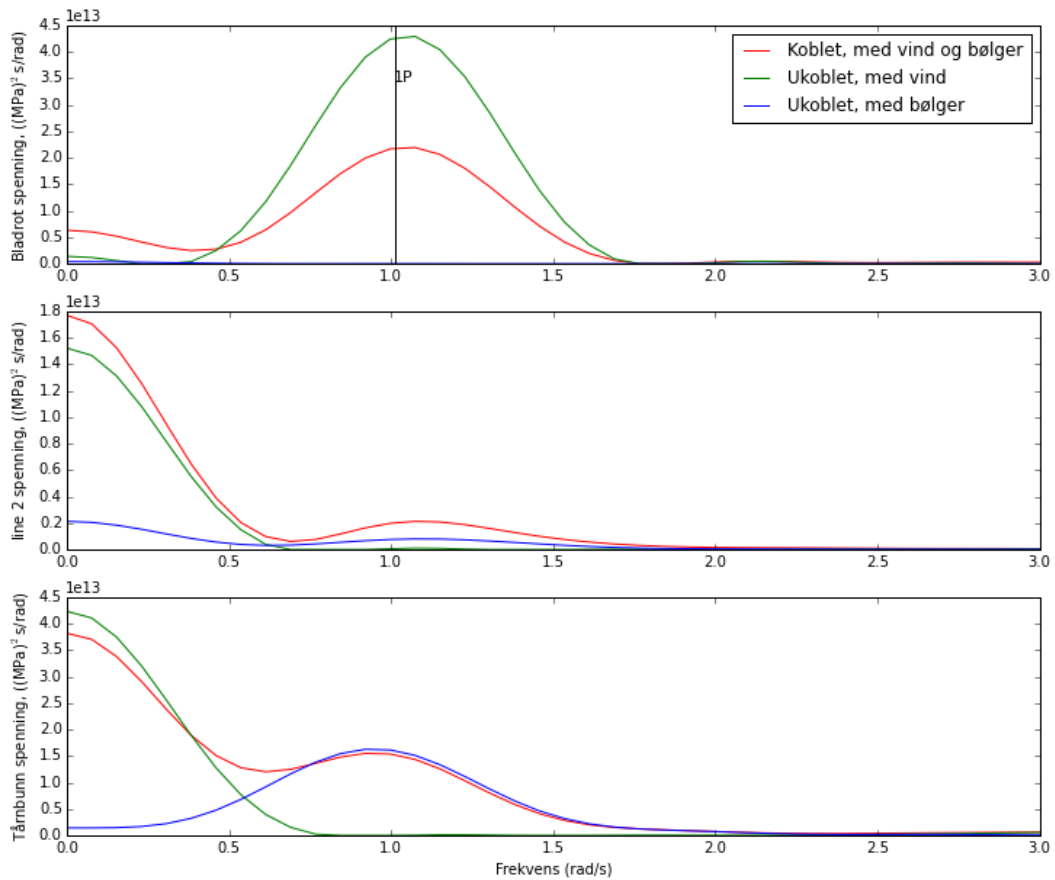 1e13
4.5
4.0
3.5
3.0
2.5
2.0
1.5
1.0
0.5
0.0
Bladrot spenning, ((MPa)² s/rad)
1P
Koblet, med vind og bølger
Ukoblet, med vind
Ukoblet, med bølger
0.0 0.5 1.0 1.5 2.0 2.5 3.0
1e13
1.8
1.6
1.4
1.2
1.0
0.8
0.6
0.4
0.2
0.0
line 2 spenning, ((MPa)² s/rad)
0.0 0.5 1.0 1.5 2.0 2.5 3.0
1e13
4.5
4.0
3.5
3.0
2.5
2.0
1.5
1.0
0.5
0.0
Tårnbunn spenning, ((MPa)² s/rad)
0.0 0.5 1.0 1.5 2.0 2.5 3.0
Frekvens (rad/s)